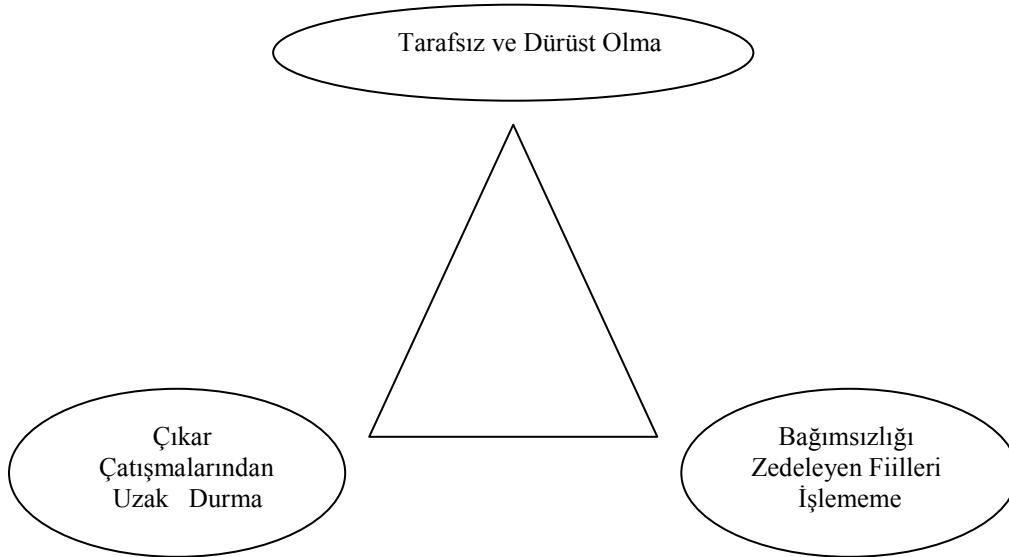 Tarafsız ve Dürüst Olma
Çıkar
Çatışmalarından
Uzak Durma
Bağımsızlığı
Zedeleyen Fiilleri
İşlememe